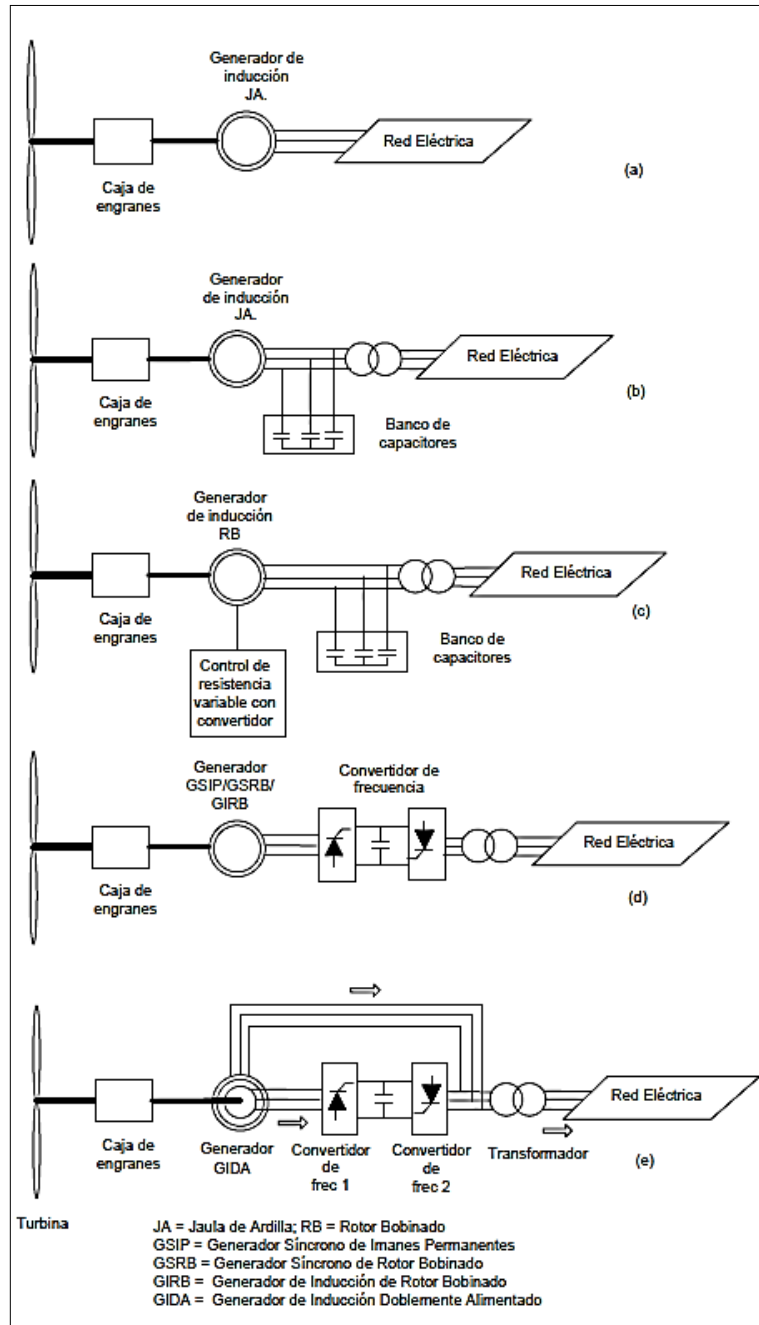 Generador de
inducción
JA.
Red Eléctrica
Caja de
engranes
(a)
Generador
de inducción
JA.
Red Eléctrica
Caja de
engranes
Banco de
capacitores
(b)
Generador
de inducción
RB
Red Eléctrica
Caja de
engranes
Banco de
capacitores
(c)
Control de
resistencia
variable con
convertidor
Generador
GSIP/GSRB/
GIRB
Convertidor de
frecuencia
Red Eléctrica
Caja de
engranes
(d)
Red Eléctrica
Caja de
engranes
Generador
GIDA
Convertidor
de
frec 1
Convertidor
de
frec 2
Transformador
(e)
Turbina
JA = Jaula de Ardilla; RB = Rotor Bobinado
GSIP = Generador Síncrono de Imanes Permanentes
GSRB = Generador Síncrono de Rotor Bobinado
GIRB = Generador de Inducción de Rotor Bobinado
GIDA = Generador de Inducción Doblemente Alimentado